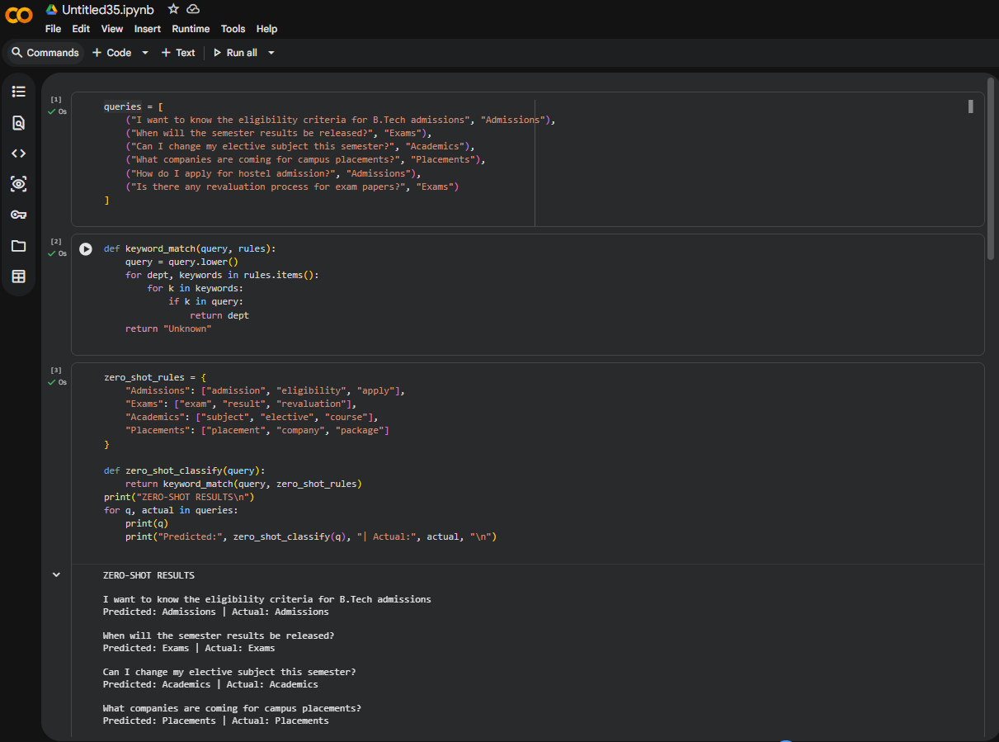 Untitled35.ipynb
File Edit View Insert Runtime Tools Help
Commands + Code + Text Run all
[1]
0s
queries = [
    ("I want to know the eligibility criteria for B.Tech admissions", "Admissions"),
    ("When will the semester results be released?", "Exams"),
    ("Can I change my elective subject this semester?", "Academics"),
    ("What companies are coming for campus placements?", "Placements"),
    ("How do I apply for hostel admission?", "Admissions"),
    ("Is there any revaluation process for exam papers?", "Exams")
]
[2]
0s
def keyword_match(query, rules):
    query = query.lower()
    for dept, keywords in rules.items():
        for k in keywords:
            if k in query:
                return dept
    return "Unknown"
[3]
0s
zero_shot_rules = {
    "Admissions": ["admission", "eligibility", "apply"],
    "Exams": ["exam", "result", "revaluation"],
    "Academics": ["subject", "elective", "course"],
    "Placements": ["placement", "company", "package"]
}
def zero_shot_classify(query):
    return keyword_match(query, zero_shot_rules)
print("ZERO-SHOT RESULTS\n")
for q, actual in queries:
    print(q)
    print("Predicted:", zero_shot_classify(q), "| Actual:", actual, "\n")
ZERO-SHOT RESULTS
I want to know the eligibility criteria for B.Tech admissions
Predicted: Admissions | Actual: Admissions
When will the semester results be released?
Predicted: Exams | Actual: Exams
Can I change my elective subject this semester?
Predicted: Academics | Actual: Academics
What companies are coming for campus placements?
Predicted: Placements | Actual: Placements